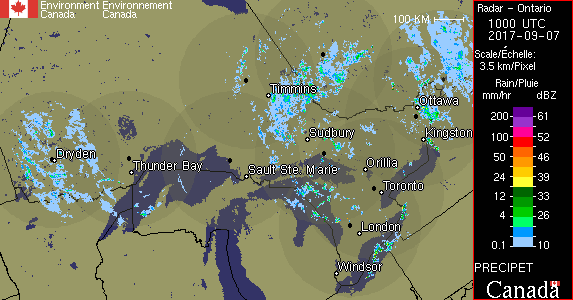 Environment Environnement
Canada Canada
100 KM
Timmins
Ottawa
Sudbury
Kingston
Dryden
Thunder Bay
Sault Ste. Marie
Orillia
Toronto
London
Windsor
Radar - Ontario
1000 UTC
2017-09-07
Scale/Échelle:
3.5 km/Pixel
Rain/Pluie
mm/hr dBZ
200 61
100 52
50 46
24 39
12 33
4 26
0.1 10
PRECIPET
Canada